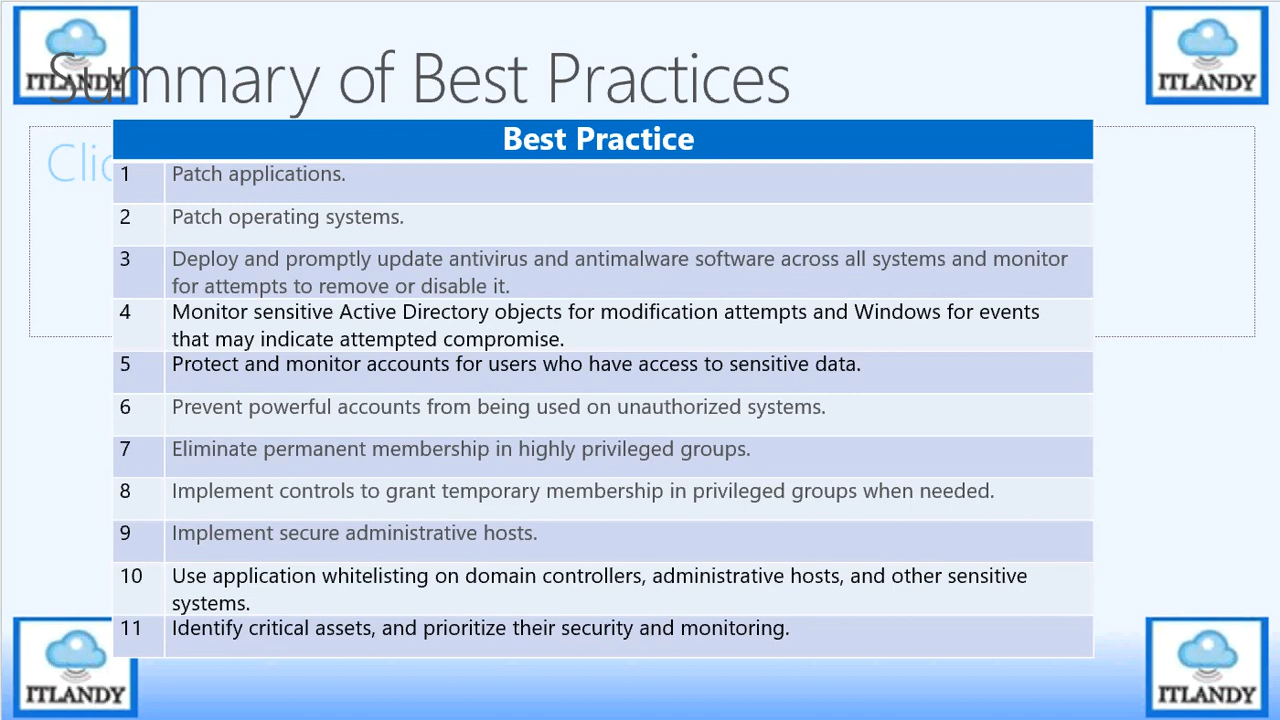 ITLANDY
ITLANDY
Summary of Best Practices
Clic
Best Practice
1 Patch applications.
2 Patch operating systems.
3 Deploy and promptly update antivirus and antimalware software across all systems and monitor
for attempts to remove or disable it.
4 Monitor sensitive Active Directory objects for modification attempts and Windows for events
that may indicate attempted compromise.
5 Protect and monitor accounts for users who have access to sensitive data.
6 Prevent powerful accounts from being used on unauthorized systems.
7 Eliminate permanent membership in highly privileged groups.
8 Implement controls to grant temporary membership in privileged groups when needed.
9 Implement secure administrative hosts.
10 Use application whitelisting on domain controllers, administrative hosts, and other sensitive
systems.
11 Identify critical assets, and prioritize their security and monitoring.
ITLANDY
ITLANDY